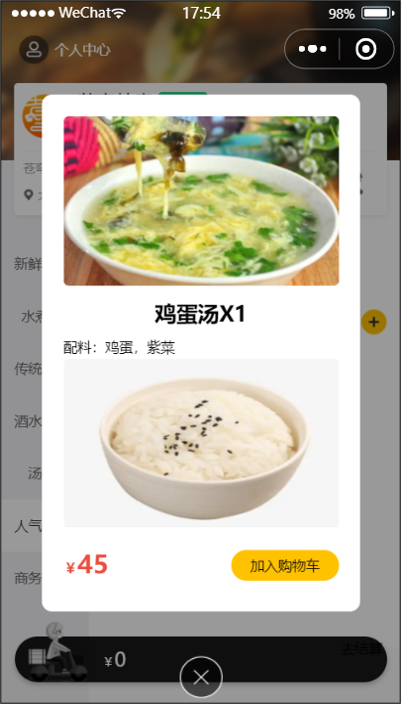 WeChat 17:54 98%
个人中心
新鲜
水煮
传统
酒水
汤
人气
商务
鸡蛋汤X1
配料：鸡蛋，紫菜
¥45
加入购物车
¥0
去结算